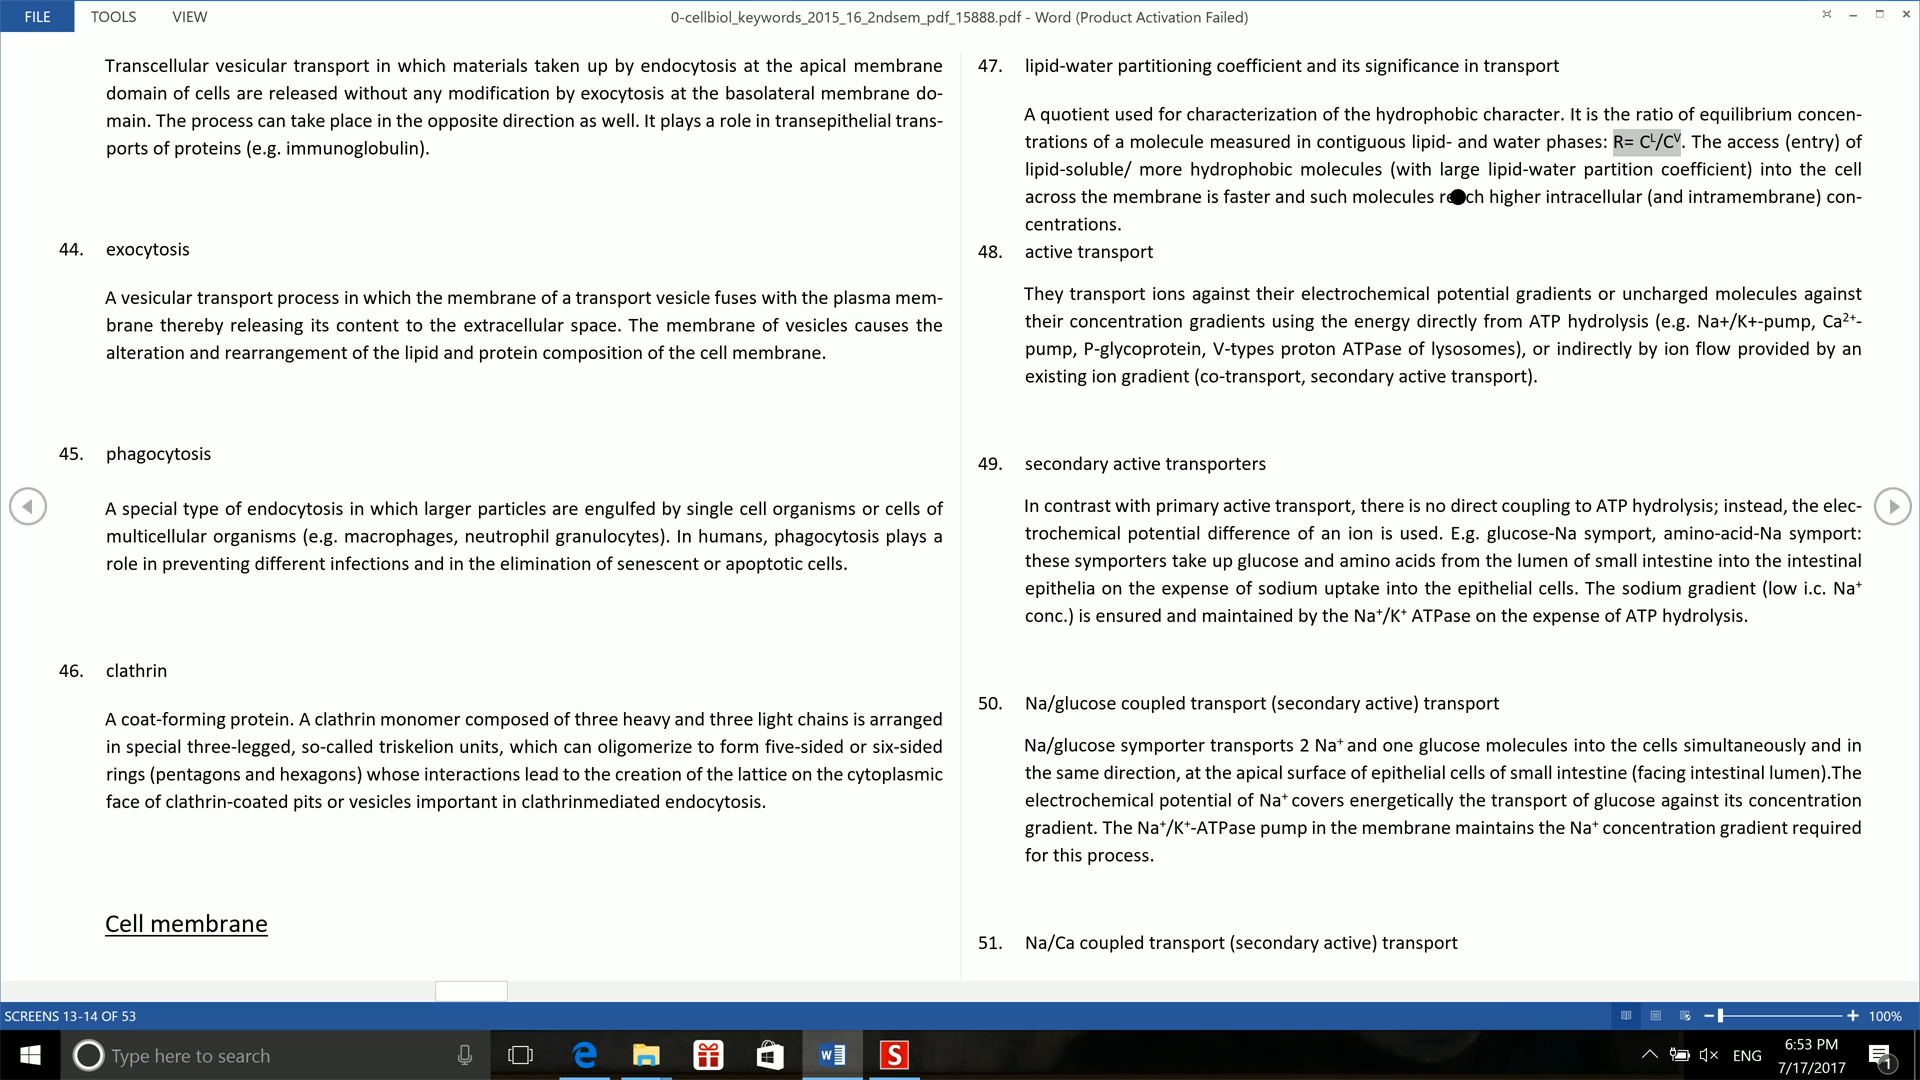 FILE TOOLS VIEW 0-cellbiol_keywords_2015_16_2ndsem_pdf_15888.pdf - Word (Product Activation Failed)
Transcellular vesicular transport in which materials taken up by endocytosis at the apical membrane
domain of cells are released without any modification by exocytosis at the basolateral membrane do-
main. The process can take place in the opposite direction as well. It plays a role in transepithelial trans-
ports of proteins (e.g. immunoglobulin).
44. exocytosis
A vesicular transport process in which the membrane of a transport vesicle fuses with the plasma mem-
brane thereby releasing its content to the extracellular space. The membrane of vesicles causes the
alteration and rearrangement of the lipid and protein composition of the cell membrane.
45. phagocytosis
A special type of endocytosis in which larger particles are engulfed by single cell organisms or cells of
multicellular organisms (e.g. macrophages, neutrophil granulocytes). In humans, phagocytosis plays a
role in preventing different infections and in the elimination of senescent or apoptotic cells.
46. clathrin
A coat-forming protein. A clathrin monomer composed of three heavy and three light chains is arranged
in special three-legged, so-called triskelion units, which can oligomerize to form five-sided or six-sided
rings (pentagons and hexagons) whose interactions lead to the creation of the lattice on the cytoplasmic
face of clathrin-coated pits or vesicles important in clathrinmediated endocytosis.
Cell membrane
47. lipid-water partitioning coefficient and its significance in transport
A quotient used for characterization of the hydrophobic character. It is the ratio of equilibrium concen-
trations of a molecule measured in contiguous lipid- and water phases: R= Cᴸ/Cⱽ. The access (entry) of
lipid-soluble/ more hydrophobic molecules (with large lipid-water partition coefficient) into the cell
across the membrane is faster and such molecules reach higher intracellular (and intramembrane) con-
centrations.
48. active transport
They transport ions against their electrochemical potential gradients or uncharged molecules against
their concentration gradients using the energy directly from ATP hydrolysis (e.g. Na+/K+-pump, Ca²⁺-
pump, P-glycoprotein, V-types proton ATPase of lysosomes), or indirectly by ion flow provided by an
existing ion gradient (co-transport, secondary active transport).
49. secondary active transporters
In contrast with primary active transport, there is no direct coupling to ATP hydrolysis; instead, the elec-
trochemical potential difference of an ion is used. E.g. glucose-Na symport, amino-acid-Na symport:
these symporters take up glucose and amino acids from the lumen of small intestine into the intestinal
epithelia on the expense of sodium uptake into the epithelial cells. The sodium gradient (low i.c. Na⁺
conc.) is ensured and maintained by the Na⁺/K⁺ ATPase on the expense of ATP hydrolysis.
50. Na/glucose coupled transport (secondary active) transport
Na/glucose symporter transports 2 Na⁺ and one glucose molecules into the cells simultaneously and in
the same direction, at the apical surface of epithelial cells of small intestine (facing intestinal lumen).The
electrochemical potential of Na⁺ covers energetically the transport of glucose against its concentration
gradient. The Na⁺/K⁺-ATPase pump in the membrane maintains the Na⁺ concentration gradient required
for this process.
51. Na/Ca coupled transport (secondary active) transport
SCREENS 13-14 OF 53 100%
Type here to search
ENG
6:53 PM
7/17/2017
1